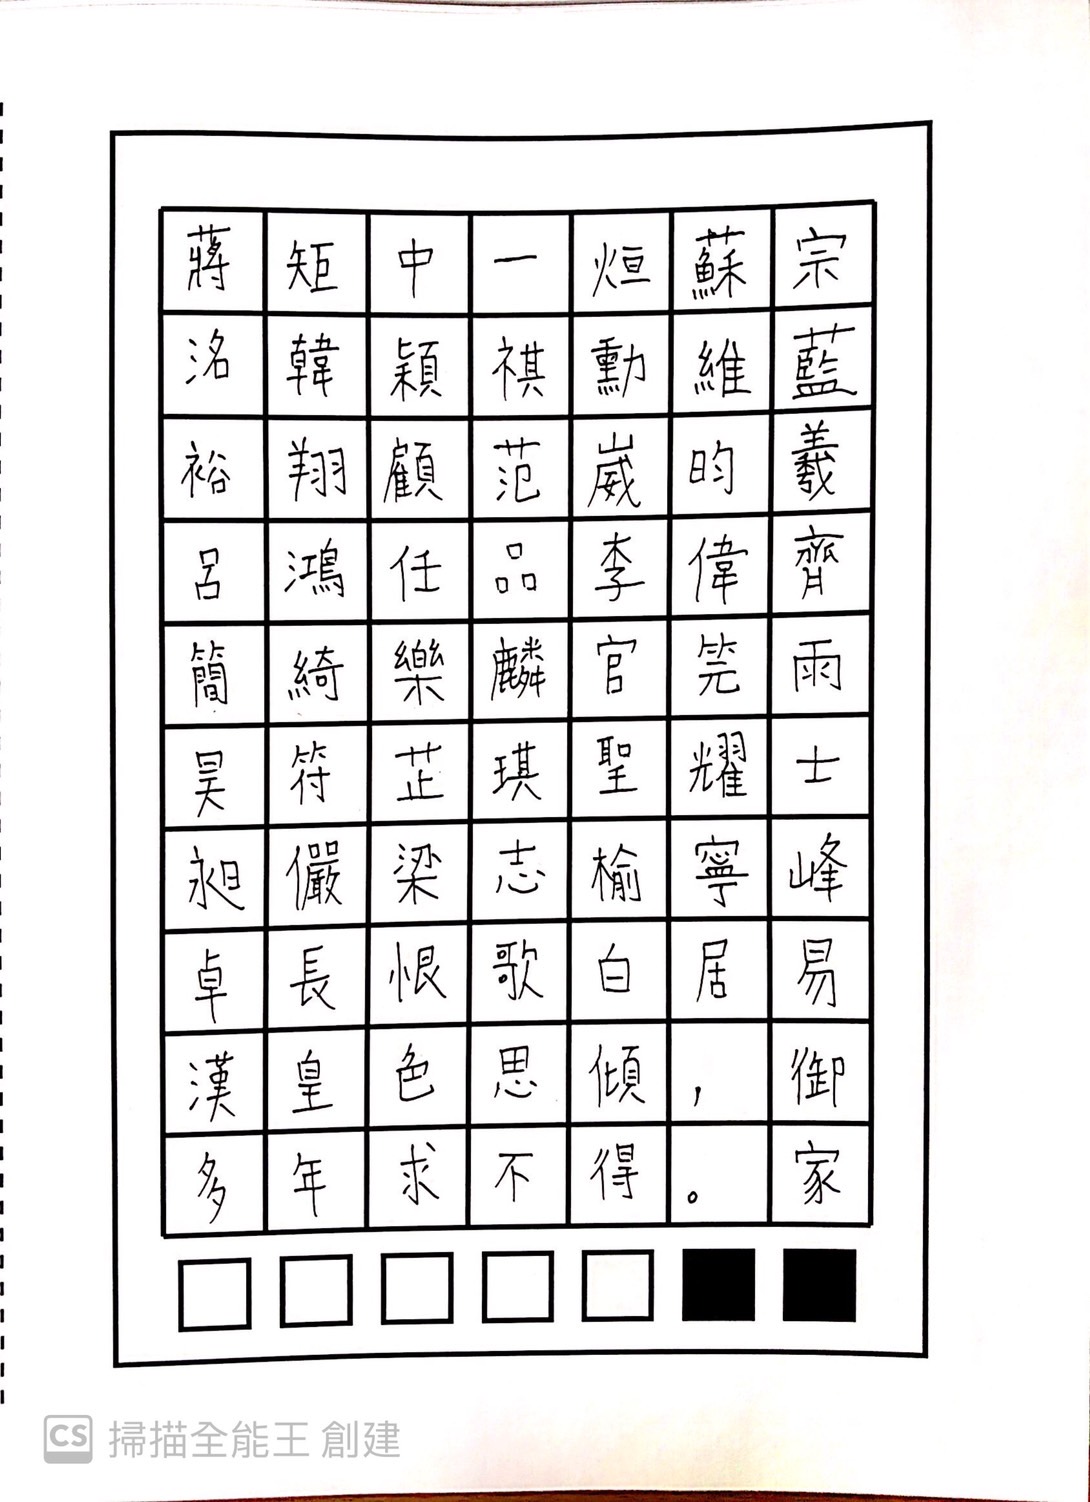 蔣矩中一烜蘇宗
洺韓穎祺勳維藍
裕翔顧范崴昀羲
呂鴻任品李偉齊
簡綺樂麟官筦雨
昊符芷琪聖耀士
昶儼梁志榆寧峰
卓長恨歌白居易
漢皇色思傾，御
多年求不得。家
CS 掃描全能王 創建